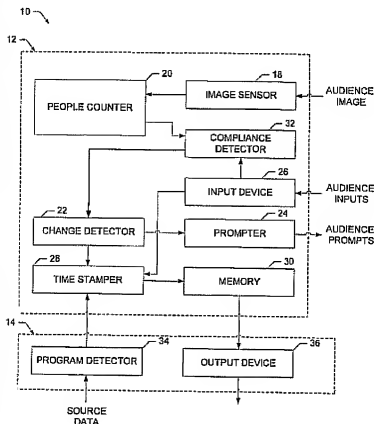 10
12
20
18
PEOPLE COUNTER
IMAGE SENSOR
AUDIENCE
IMAGE
32
COMPLIANCE
DETECTOR
26
INPUT DEVICE
AUDIENCE
INPUTS
22
24
CHANGE DETECTOR
PROMPTER
AUDIENCE
PROMPTS
28
30
TIME STAMPER
MEMORY
14
34
36
PROGRAM DETECTOR
OUTPUT DEVICE
SOURCE
DATA